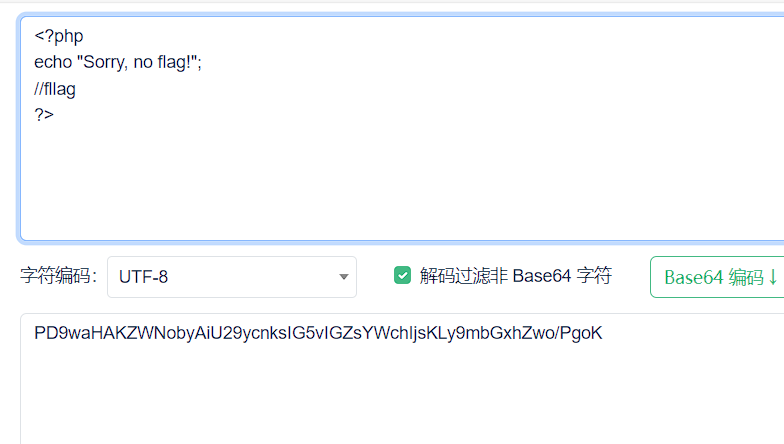 <?php
echo "Sorry, no flag!";
//fllag
?>
字符编码： UTF-8 解码过滤非 Base64 字符 Base64 编码↓
PD9waHAKZWNobyAiU29ycnksIG5vIGZsYWchIjsKLy9mbGxhZwo/PgoK